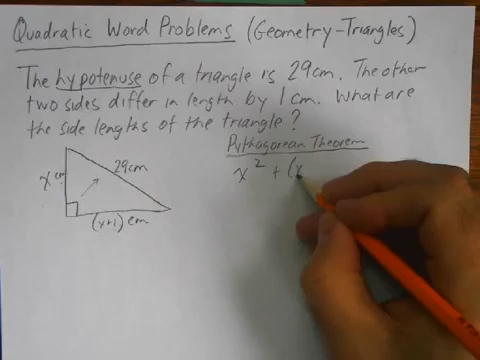 Quadratic Word Problems (Geometry-Triangles)
The hypotenuse of a triangle is 29cm. The other
two sides differ in length by 1cm. What are
the side lengths of the triangle?
Pythagorean Theorem
x² + (x
29cm
x cm
(x+1) cm